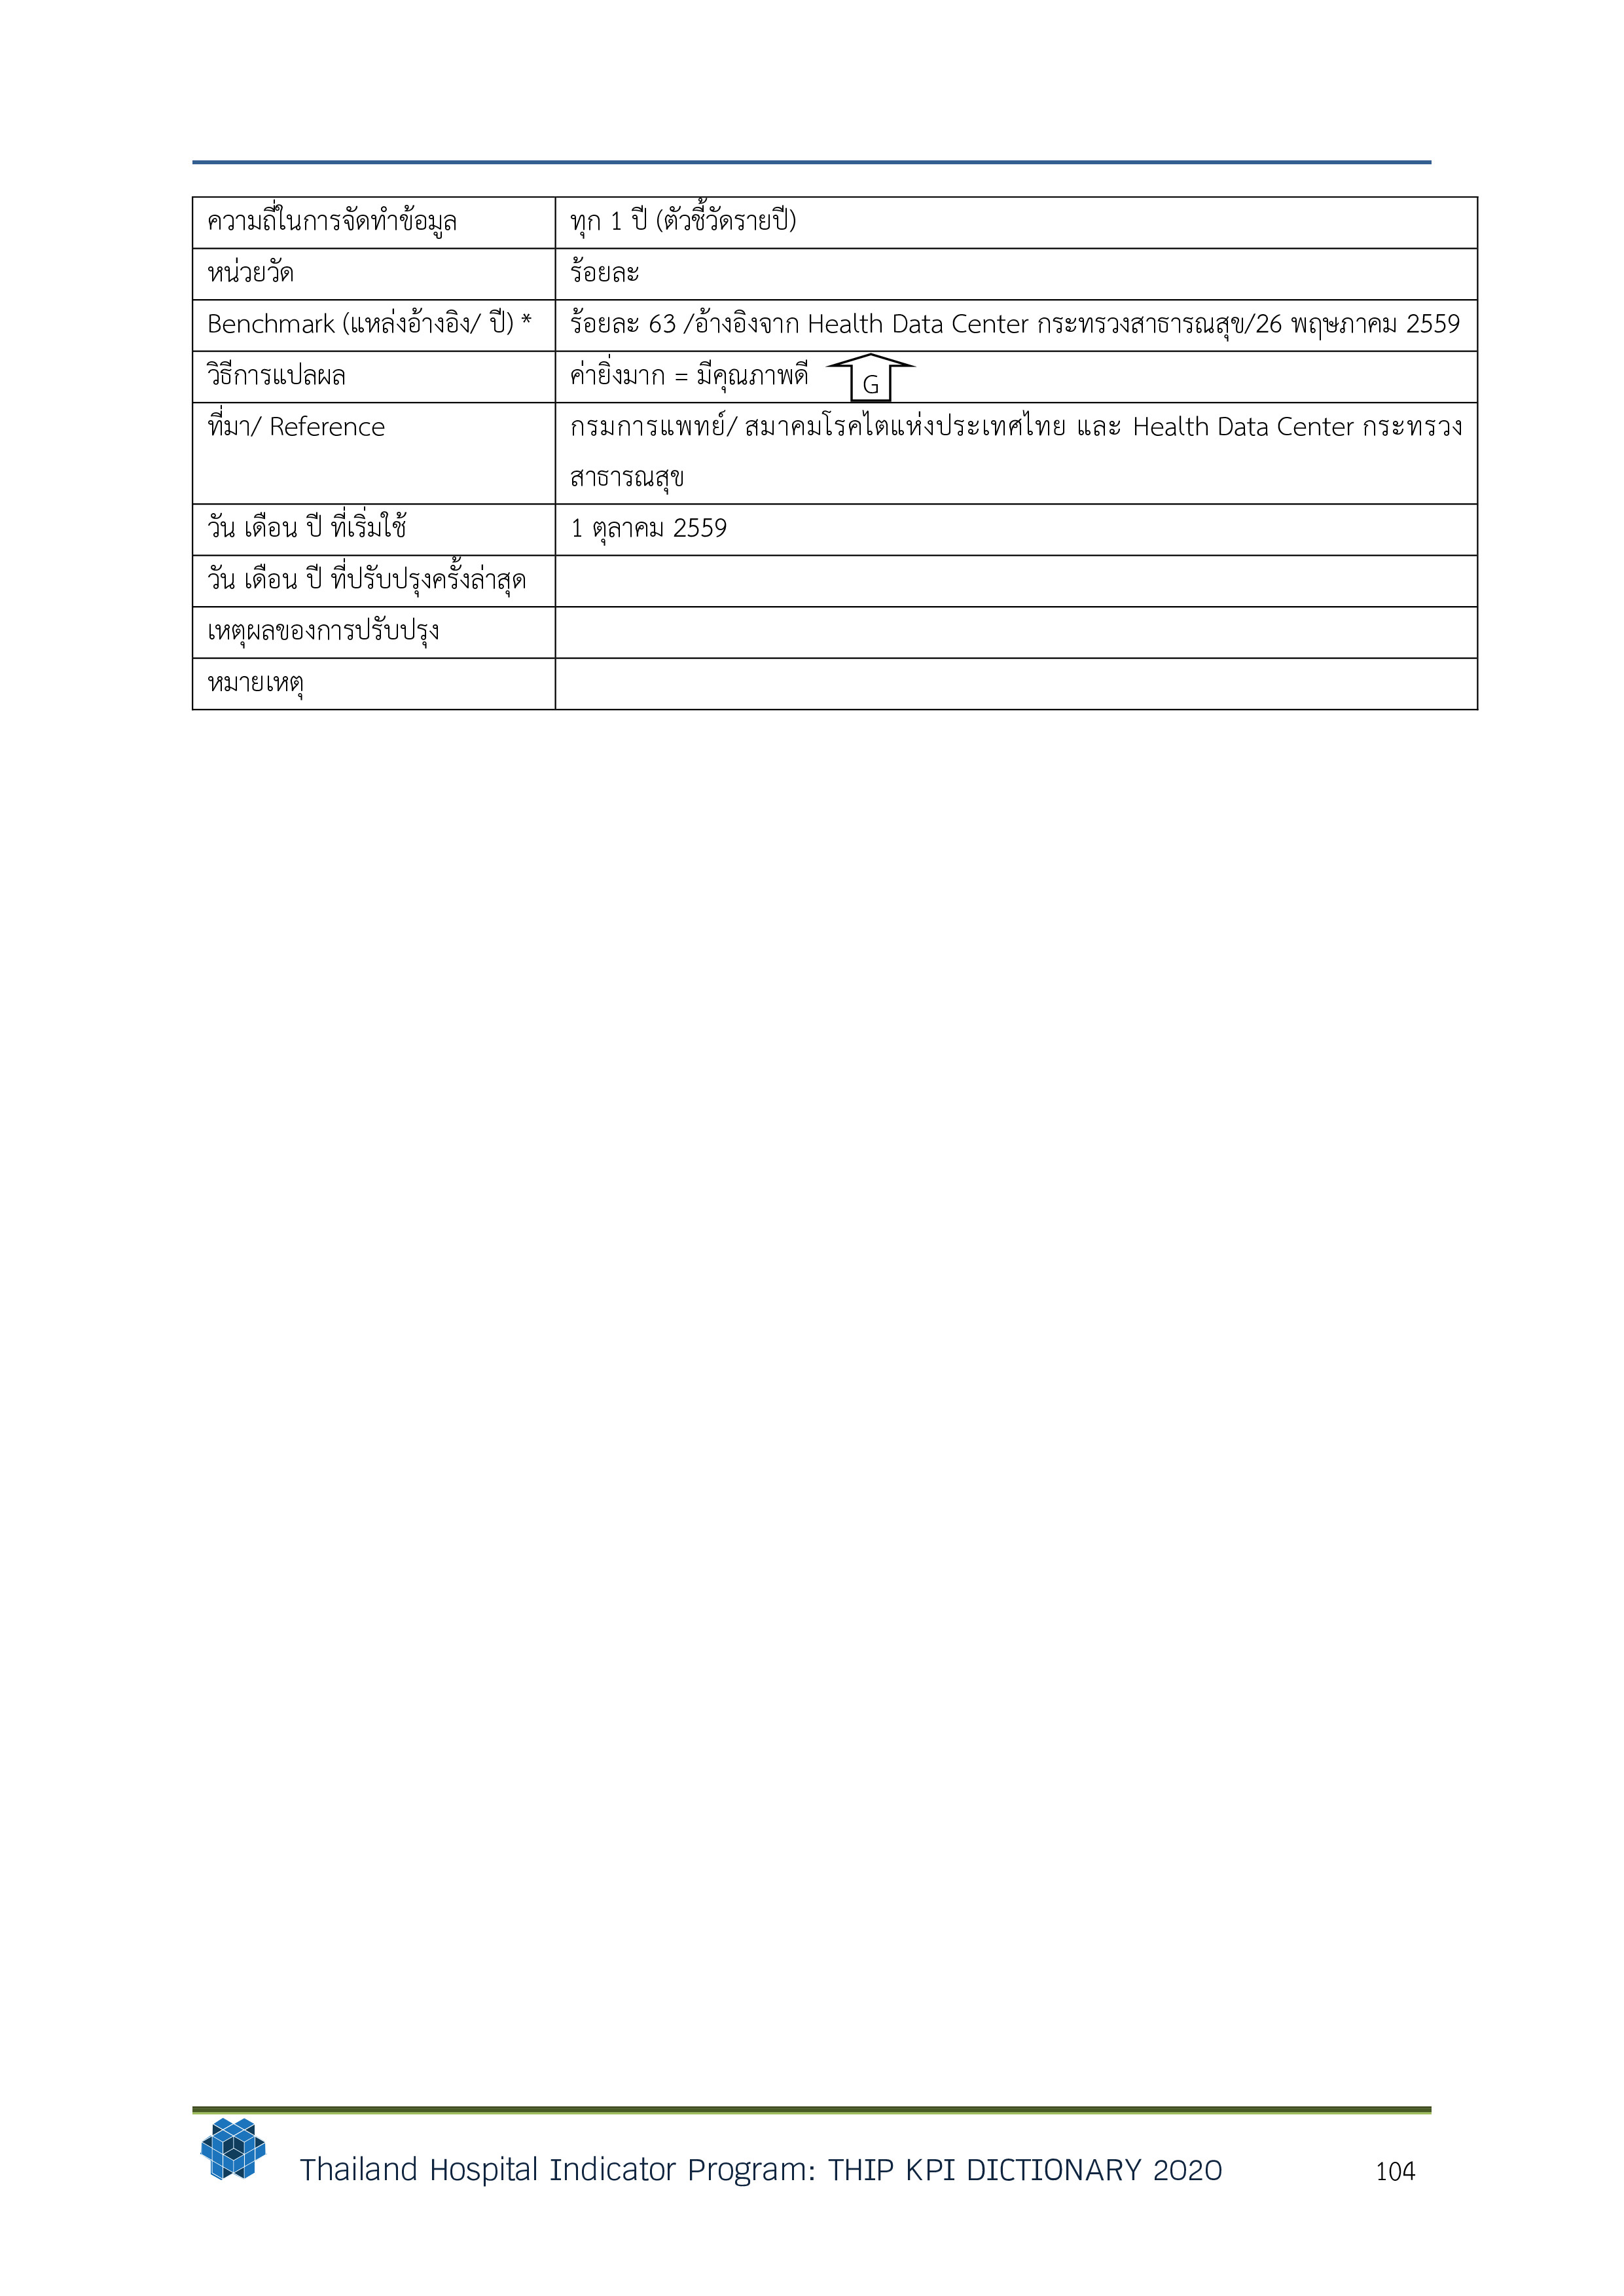 ความถี่ในการจัดทำข้อมูล ทุก 1 ปี (ตัวชี้วัดรายปี)
หน่วยวัด ร้อยละ
Benchmark (แหล่งอ้างอิง/ ปี) * ร้อยละ 63 /อ้างอิงจาก Health Data Center กระทรวงสาธารณสุข/26 พฤษภาคม 2559
วิธีการแปลผล ค่ายิ่งมาก = มีคุณภาพดี G
ที่มา/ Reference กรมการแพทย์/ สมาคมโรคไตแห่งประเทศไทย และ Health Data Center กระทรวง
สาธารณสุข
วัน เดือน ปี ที่เริ่มใช้ 1 ตุลาคม 2559
วัน เดือน ปี ที่ปรับปรุงครั้งล่าสุด
เหตุผลของการปรับปรุง
หมายเหตุ
Thailand Hospital Indicator Program: THIP KPI DICTIONARY 2020 104